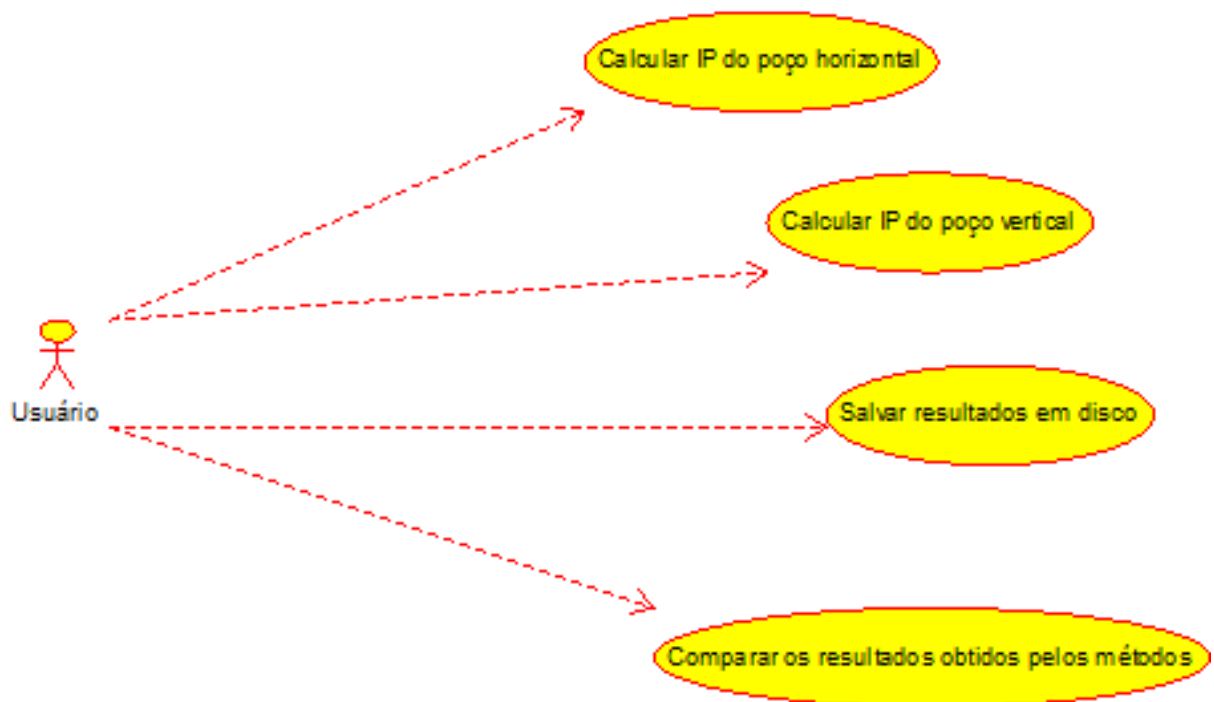 Calcular IP do poço horizontal
Calcular IP do poço vertical
Usuário
Salvar resultados em disco
Comparar os resultados obtidos pelos métodos